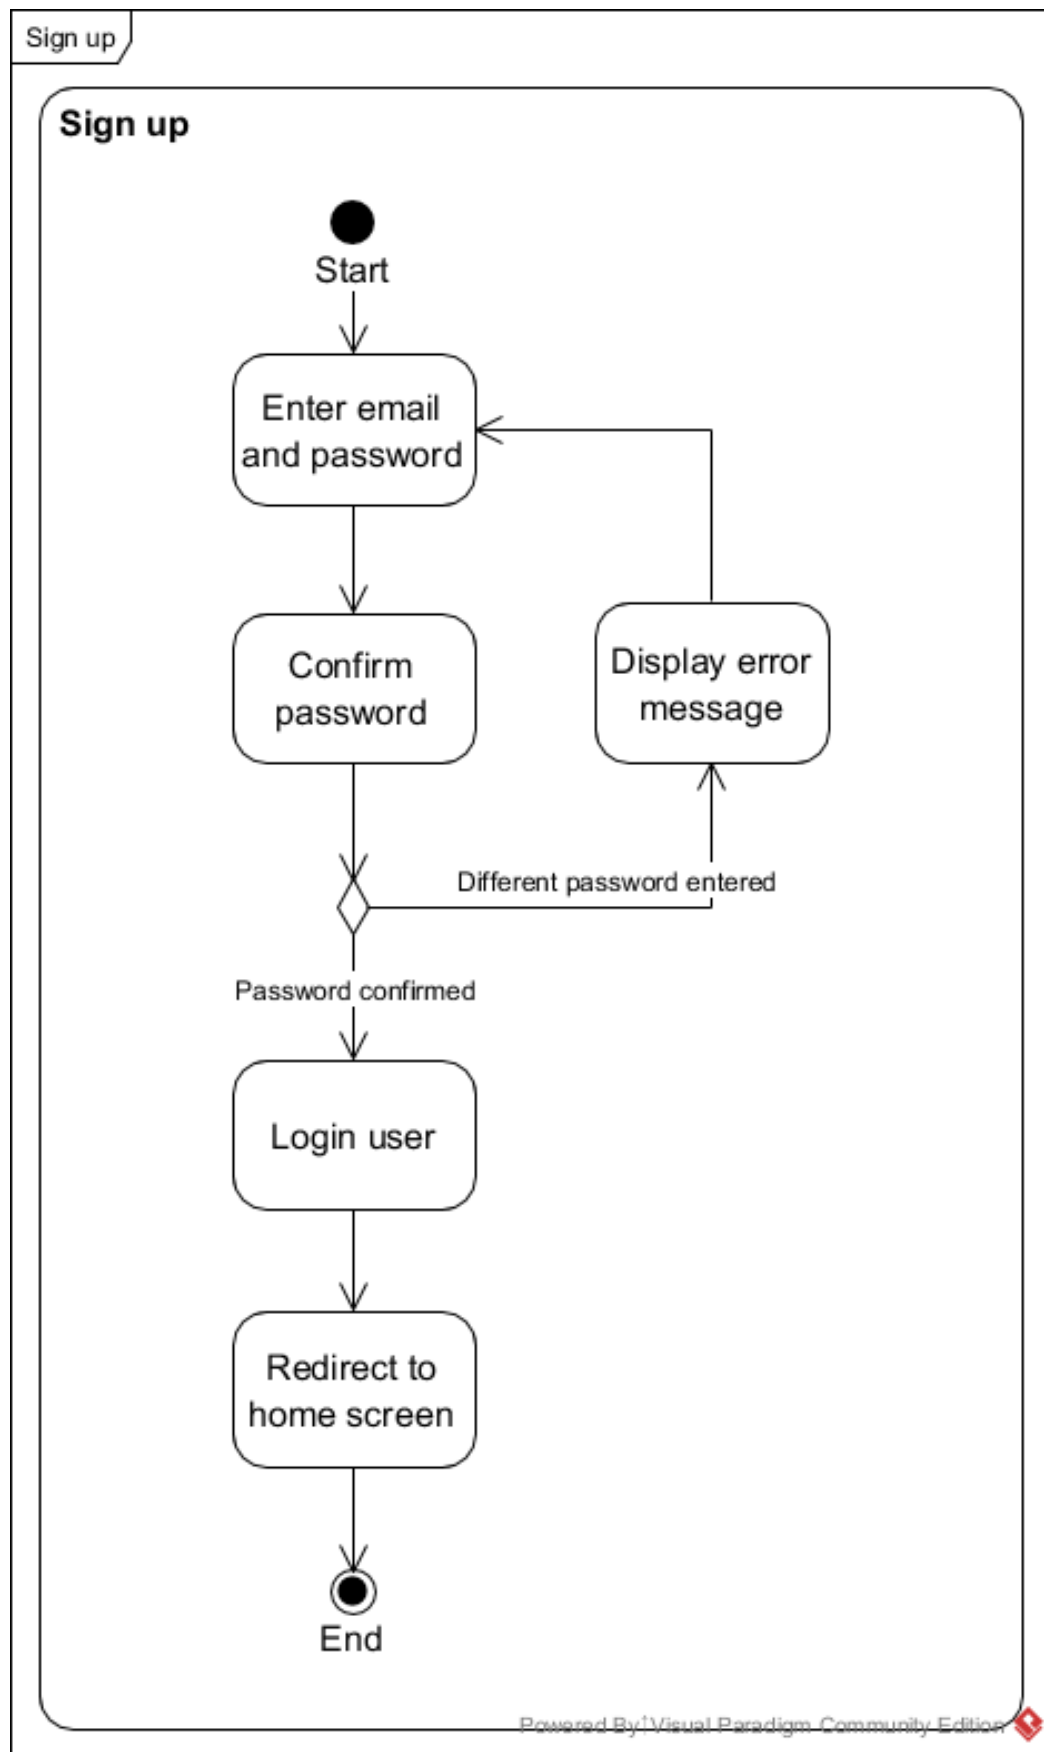 Sign up
Sign up
Start
Enter email
and password
Confirm
password
Display error
message
Different password entered
Password confirmed
Login user
Redirect to
home screen
End
Powered By Visual Paradigm Community Edition